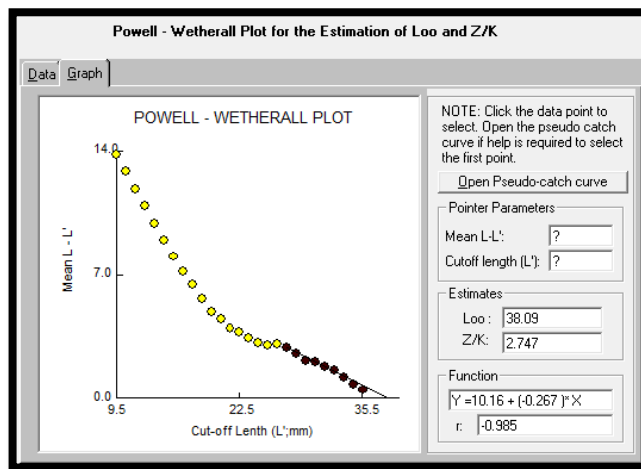 Powell - Wetherall Plot for the Estimation of Loo and Z/K
Data Graph
POWELL - WETHERALL PLOT
14.0
7.0
0.0
Mean L - L'
9.5 22.5 35.5
Cut-off Lenth (L';mm)
NOTE: Click the data point to
select. Open the pseudo catch
curve if help is required to select
the first point.
Open Pseudo-catch curve
Pointer Parameters
Mean L-L': ?
Cutoff length (L'): ?
Estimates
Loo : 38.09
Z/K: 2.747
Function
Y =10.16 + (-0.267 )* X
r: -0.985